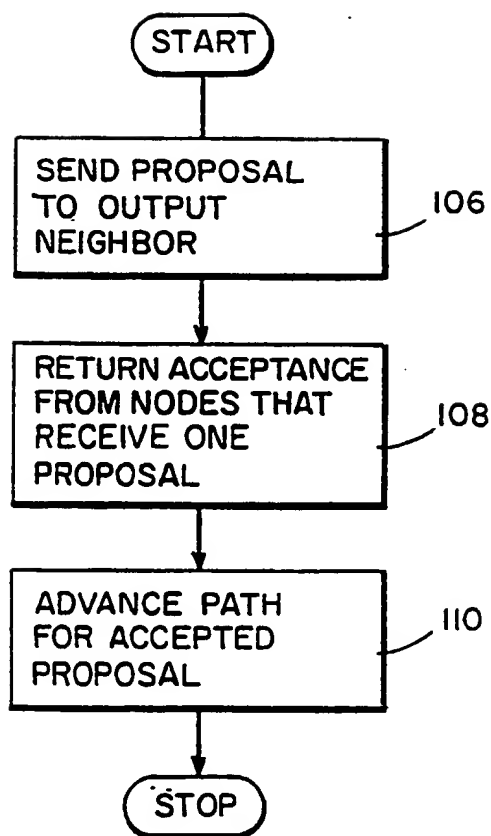 START
SEND PROPOSAL
TO OUTPUT
NEIGHBOR
106
RETURN ACCEPTANCE
FROM NODES THAT
RECEIVE ONE
PROPOSAL
108
ADVANCE PATH
FOR ACCEPTED
PROPOSAL
110
STOP